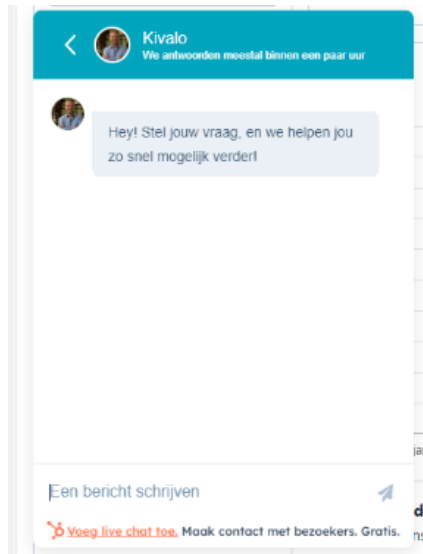 Kivalo
We antwoorden meestal binnen een paar uur
Hey! Stel jouw vraag, en we helpen jou
zo snel mogelijk verder!
Een bericht schrijven
Voeg live chat toe. Maak contact met bezoekers. Gratis.